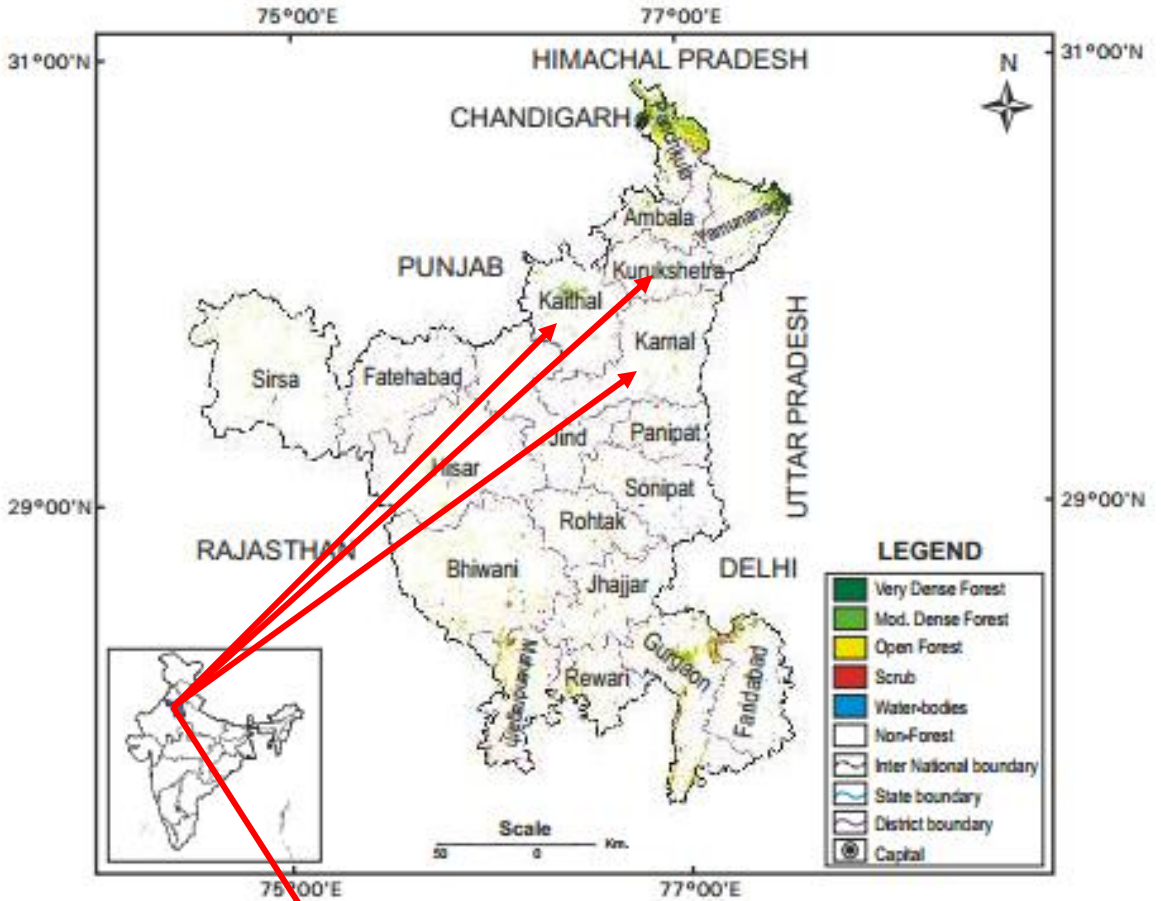 75°00'E 77°00'E
31°00'N 31°00'N
HIMACHAL PRADESH
N
CHANDIGARH
Panchkula
Ambala
Yamunanagar
PUNJAB
Kurukshetra
Kaithal
Karnal
UTTAR PRADESH
Sirsa
Fatehabad
Jind
Panipat
Hisar
Sonipat
29°00'N 29°00'N
Rohtak
RAJASTHAN
Bhiwani
DELHI
Jhajjar
Gurgaon
Rewari
Mahendragarh
Faridabad
LEGEND
Very Dense Forest
Mod. Dense Forest
Open Forest
Scrub
Water-bodies
Non-Forest
Inter National boundary
State boundary
District boundary
Capital
Scale
50 0 Km.
75°00'E 77°00'E